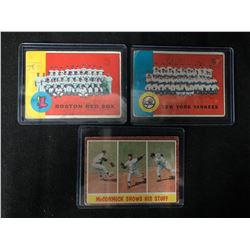 BOSTON RED SOX
NEW YORK YANKEES
McCORMICK SHOWS HIS STUFF